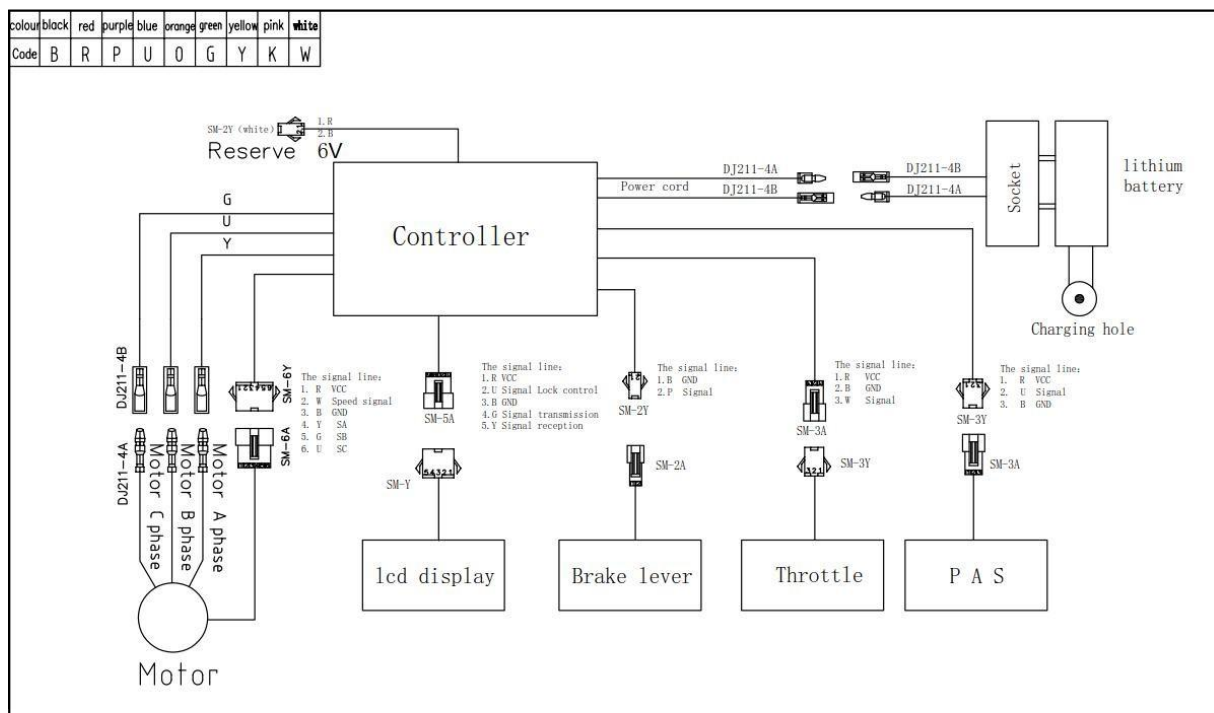 colour black red purple blue orange green yellow pink white
Code B R P U O G Y K W
SM-2Y (white)
1.R
2.B
Reserve 6V
G
U
Y
Controller
Power cord
DJ211-4A
DJ211-4B
DJ211-4B
DJ211-4A
Socket
lithium
battery
Charging hole
DJ211-4B
DJ211-4A
SM-6Y
SM-6A
The signal line:
1. R VCC
2. W Speed signal
3. B GND
4. Y SA
5. G SB
6. U SC
SM-5A
The signal line:
1.R VCC
2.U Signal Lock control
3.B GND
4.G Signal transmission
5.Y Signal reception
SM-Y
54321
The signal line:
1.B GND
2.P Signal
SM-2Y
SM-2A
The signal line:
1.R VCC
2.B GND
3.W Signal
SM-3A
SM-3Y
321
The signal line:
1. R VCC
2. U Signal
3. B GND
SM-3Y
SM-3A
Motor C phase
Motor B phase
Motor A phase
Motor
lcd display
Brake lever
Throttle
P A S